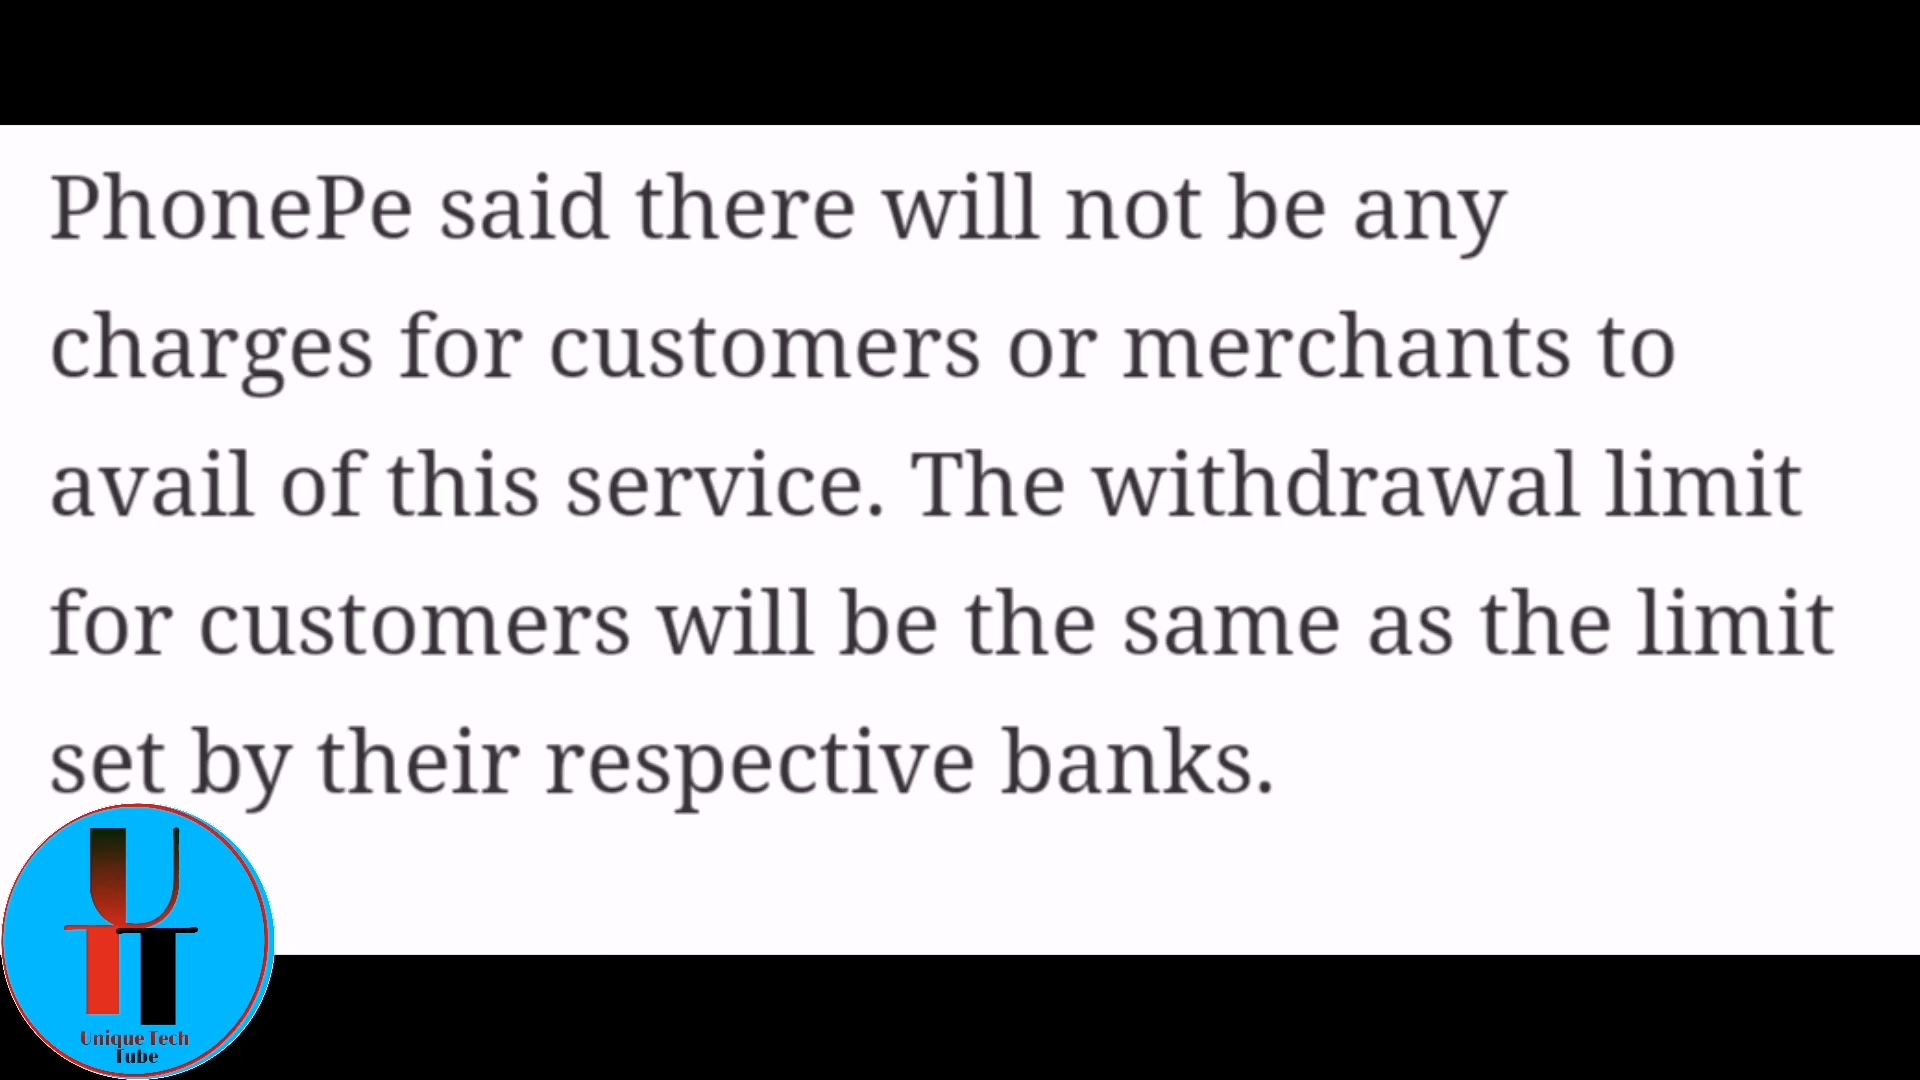 PhonePe said there will not be any
charges for customers or merchants to
avail of this service. The withdrawal limit
for customers will be the same as the limit
set by their respective banks.
UTT
Unique Tech
Tube